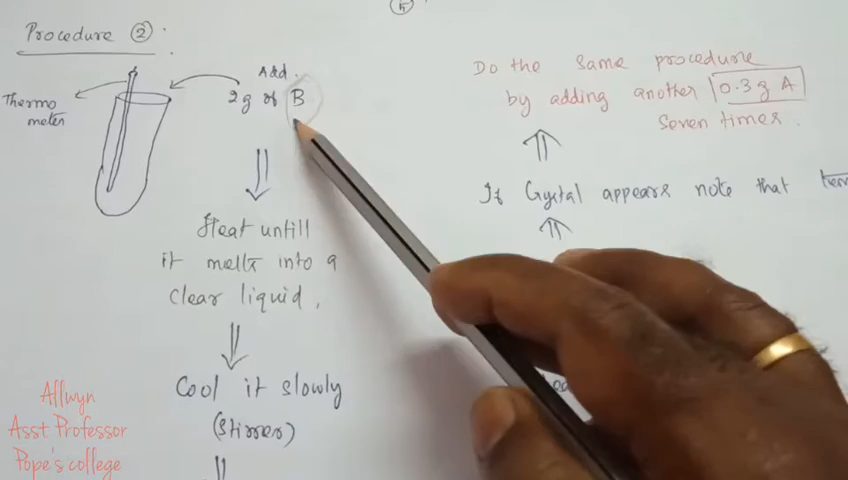 5
Procedure 2.
Add.
2g of B
Thermo
meter
Heat untill
it melts into a
clear liquid.
Cool it slowly
(stirrer)
Do the same procedure
by adding another 0.3 g A
seven times.
If Crystal appears note that
Allwyn
Asst Professor
Pope's college